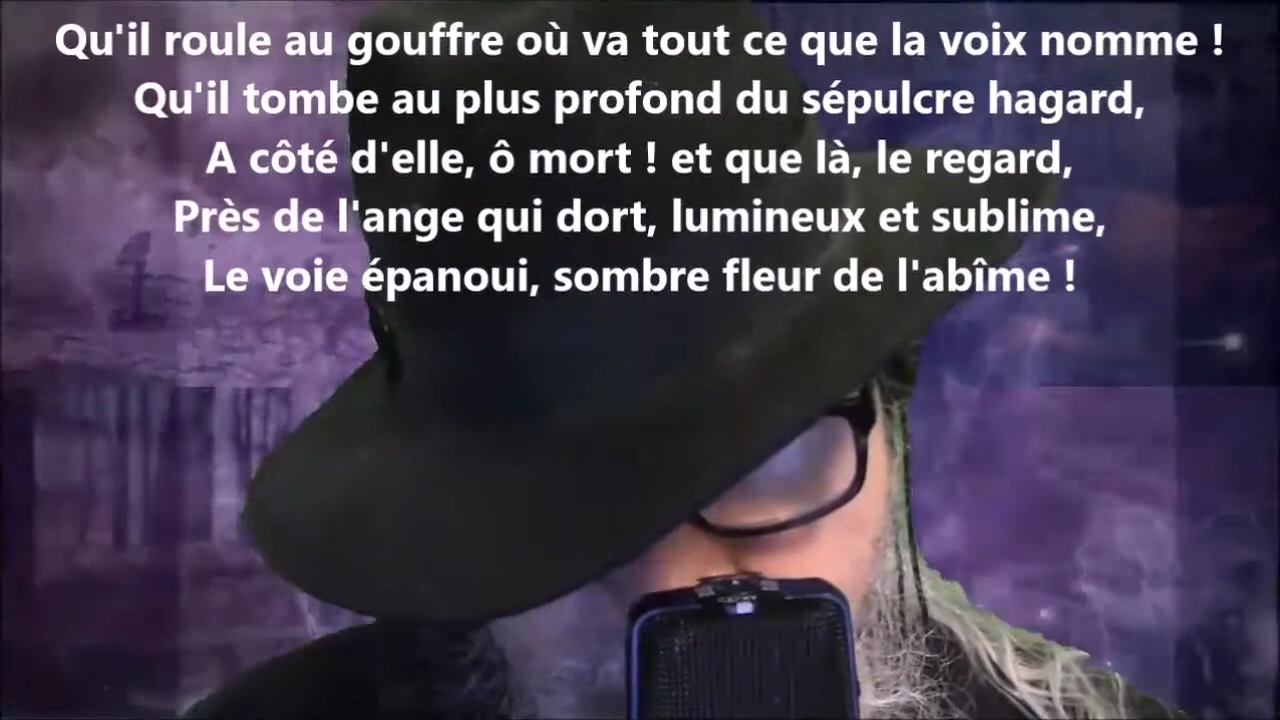 Qu'il roule au gouffre où va tout ce que la voix nomme !
Qu'il tombe au plus profond du sépulcre hagard,
A côté d'elle, ô mort ! et que là, le regard,
Près de l'ange qui dort, lumineux et sublime,
Le voie épanoui, sombre fleur de l'abîme !